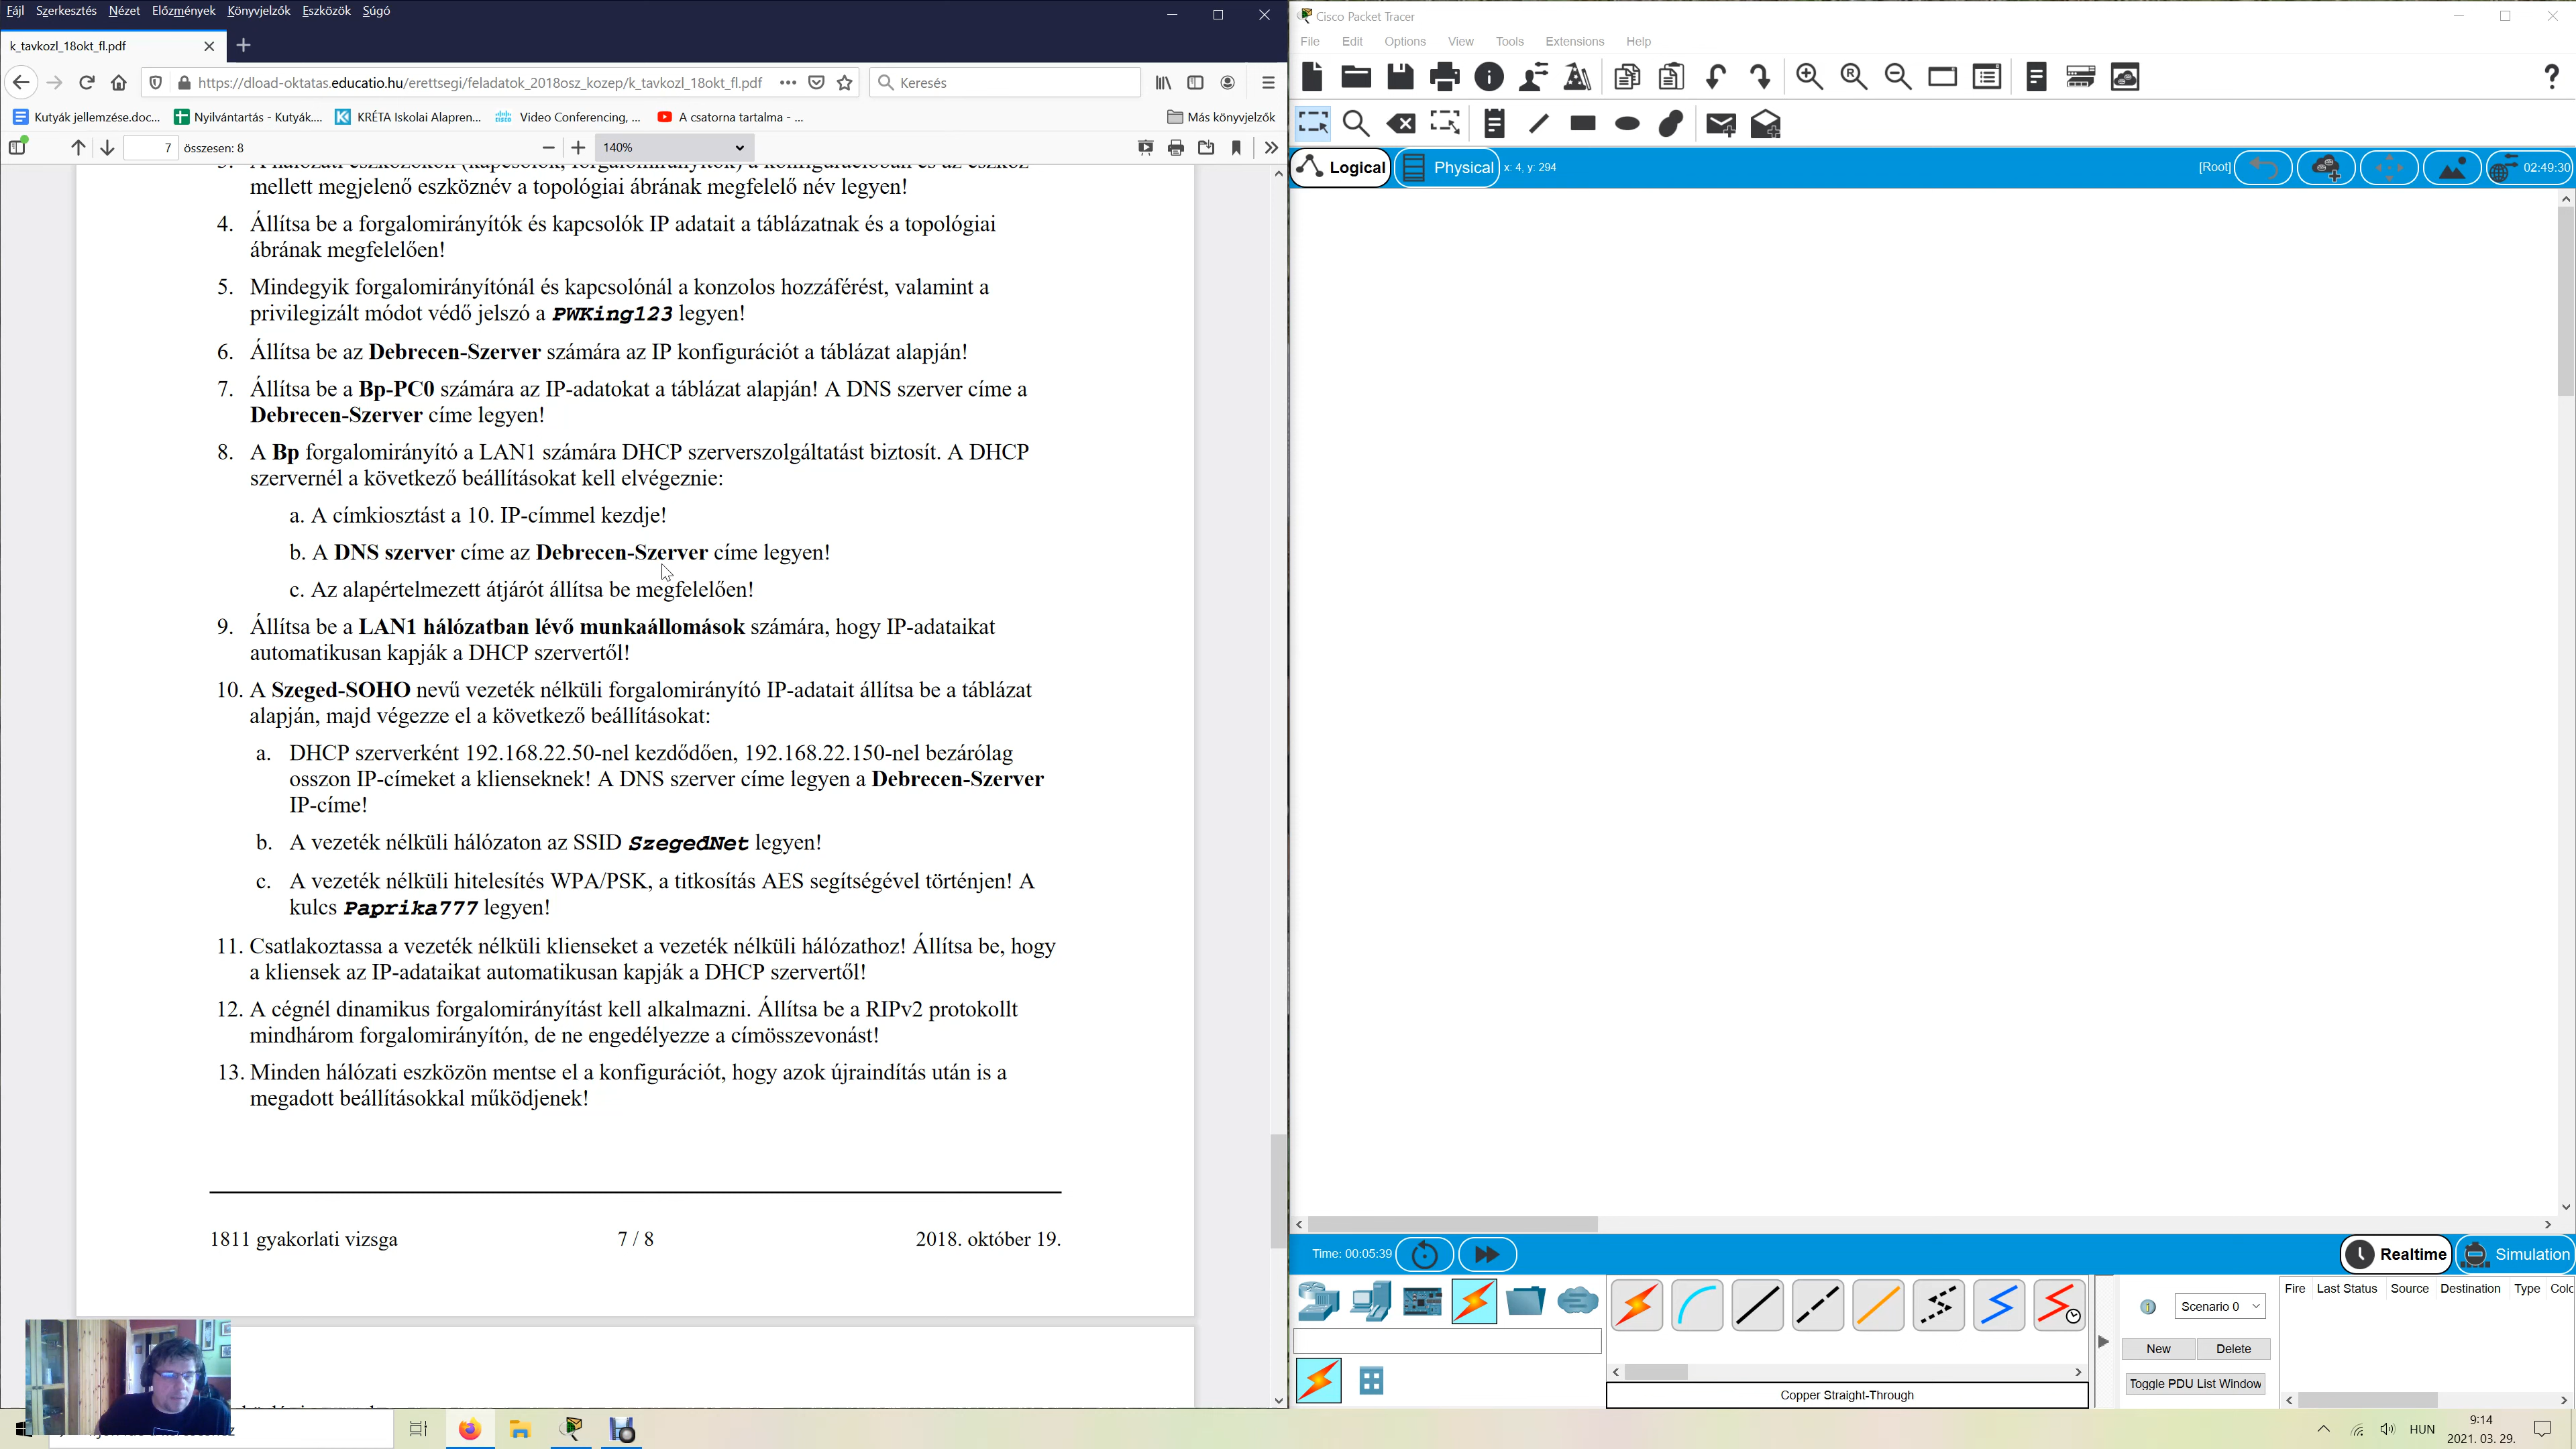 Fájl Szerkesztés Nézet Előzmények Könyvjelzők Eszközök Súgó
k_tavkozl_18okt_fl.pdf
https://dload-oktatas.educatio.hu/erettsegi/feladatok_2018osz_kozep/k_tavkozl_18okt_fl.pdf
Keresés
Kutyák jellemzése.doc...
Nyilvántartás - Kutyák....
KRÉTA Iskolai Alapren...
Video Conferencing, ...
A csatorna tartalma - ...
Más könyvjelzők
7 összesen: 8
140%
3. A hálózati eszközökön (kapcsolók, forgalomirányítók) a konfigurációban és az eszköz
mellett megjelenő eszköznév a topológiai ábrának megfelelő név legyen!
4. Állítsa be a forgalomirányítók és kapcsolók IP adatait a táblázatnak és a topológiai
ábrának megfelelően!
5. Mindegyik forgalomirányítónál és kapcsolónál a konzolos hozzáférést, valamint a
privilegizált módot védő jelszó a PWKing123 legyen!
6. Állítsa be az Debrecen-Szerver számára az IP konfigurációt a táblázat alapján!
7. Állítsa be a Bp-PC0 számára az IP-adatokat a táblázat alapján! A DNS szerver címe a
Debrecen-Szerver címe legyen!
8. A Bp forgalomirányító a LAN1 számára DHCP szerverszolgáltatást biztosít. A DHCP
szervernél a következő beállításokat kell elvégeznie:
a. A címkiosztást a 10. IP-címmel kezdje!
b. A DNS szerver címe az Debrecen-Szerver címe legyen!
c. Az alapértelmezett átjárót állítsa be megfelelően!
9. Állítsa be a LAN1 hálózatban lévő munkaállomások számára, hogy IP-adataikat
automatikusan kapják a DHCP szervertől!
10. A Szeged-SOHO nevű vezeték nélküli forgalomirányító IP-adatait állítsa be a táblázat
alapján, majd végezze el a következő beállításokat:
a. DHCP szerverként 192.168.22.50-nel kezdődően, 192.168.22.150-nel bezárólag
osszon IP-címeket a klienseknek! A DNS szerver címe legyen a Debrecen-Szerver
IP-címe!
b. A vezeték nélküli hálózaton az SSID SzegedNet legyen!
c. A vezeték nélküli hitelesítés WPA/PSK, a titkosítás AES segítségével történjen! A
kulcs Paprika777 legyen!
11. Csatlakoztassa a vezeték nélküli klienseket a vezeték nélküli hálózathoz! Állítsa be, hogy
a kliensek az IP-adataikat automatikusan kapják a DHCP szervertől!
12. A cégnél dinamikus forgalomirányítást kell alkalmazni. Állítsa be a RIPv2 protokollt
mindhárom forgalomirányítón, de ne engedélyezze a címösszevonást!
13. Minden hálózati eszközön mentse el a konfigurációt, hogy azok újraindítás után is a
megadott beállításokkal működjenek!
1811 gyakorlati vizsga 7 / 8 2018. október 19.
Cisco Packet Tracer
File Edit Options View Tools Extensions Help
Logical Physical x: 4, y: 294 [Root] 02:49:30
Time: 00:05:39 Realtime Simulation
Scenario 0
New Delete
Toggle PDU List Window
Fire Last Status Source Destination Type Colc
Copper Straight-Through
HUN 9:14
2021. 03. 29.